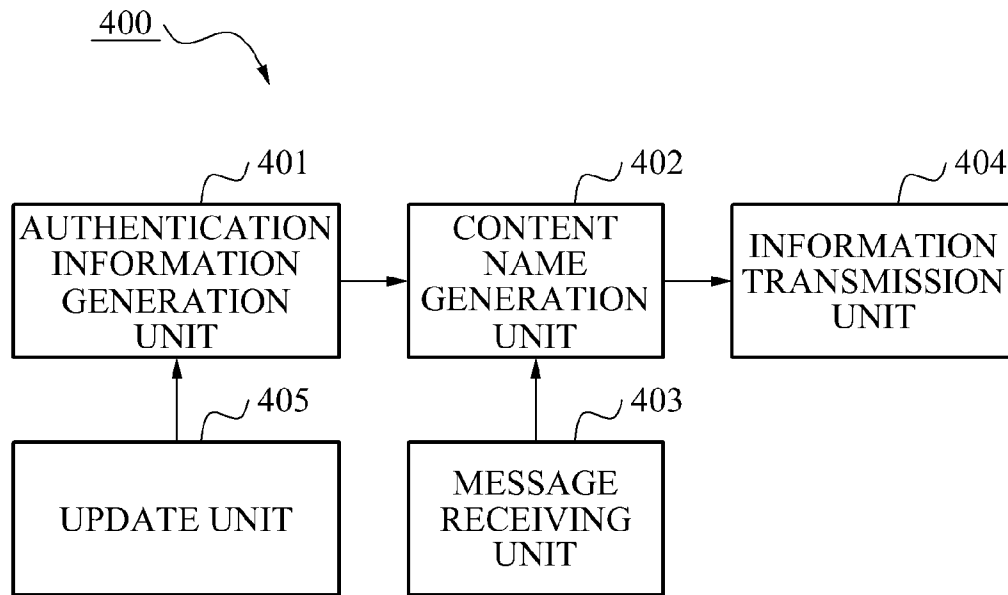 400
401
AUTHENTICATION
INFORMATION
GENERATION
UNIT
402
CONTENT
NAME
GENERATION
UNIT
404
INFORMATION
TRANSMISSION
UNIT
405
UPDATE UNIT
403
MESSAGE
RECEIVING
UNIT